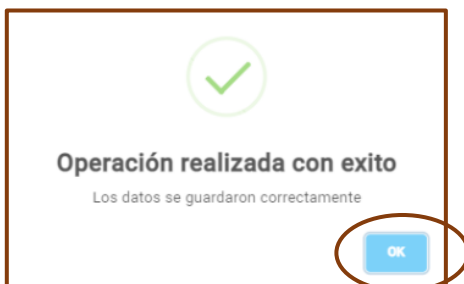 Operación realizada con exito
Los datos se guardaron correctamente
OK